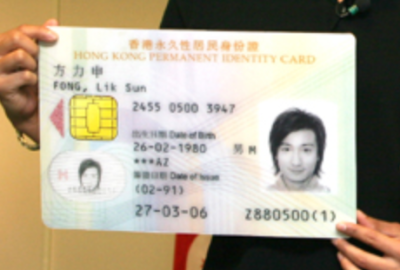 香港永久性居民身份證
HONG KONG PERMANENT IDENTITY CARD
方力申
FONG, Lik Sun
2455 0500 3947
出生日期 Date of Birth
26-02-1980 男 M
***AZ
簽發日期 Date of Issue
(02-91)
27-03-06 Z880500(1)